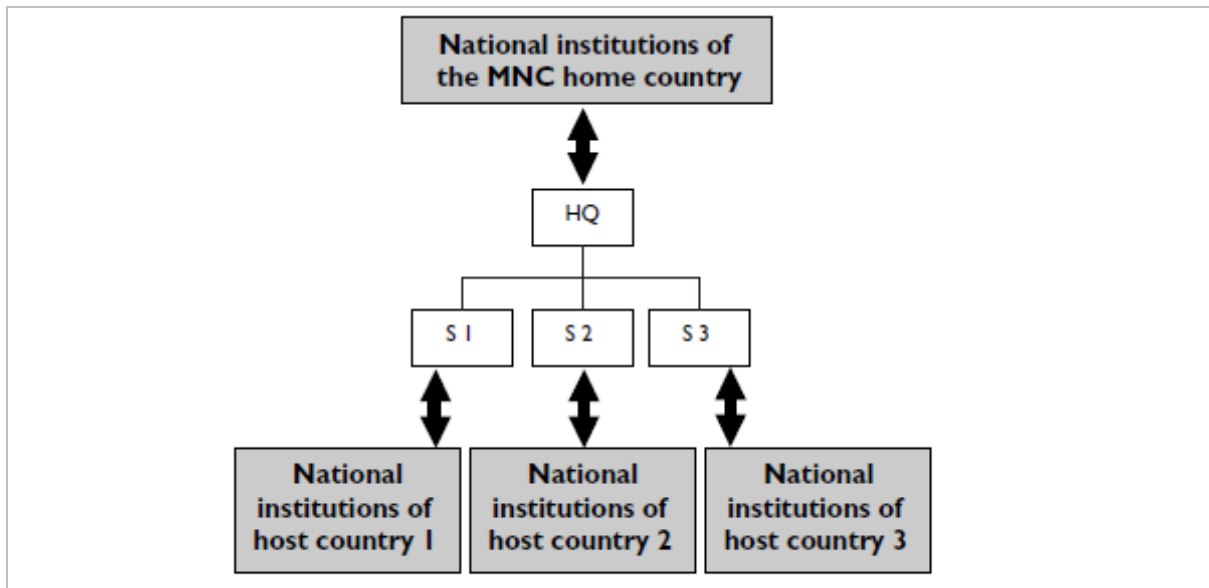 National institutions of
the MNC home country
HQ
S 1
S 2
S 3
National
institutions of
host country 1
National
institutions of
host country 2
National
institutions of
host country 3